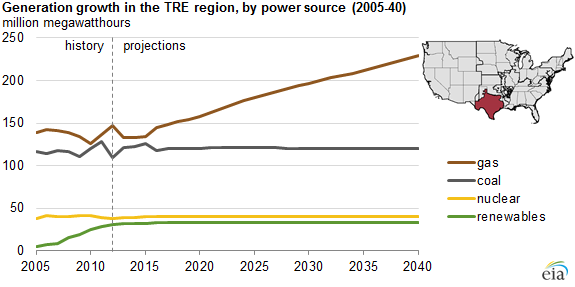 Generation growth in the TRE region, by power source (2005-40)
million megawatthours
250
200
150
100
50
0
history
projections
2005
2010
2015
2020
2025
2030
2035
2040
gas
coal
nuclear
renewables
eia